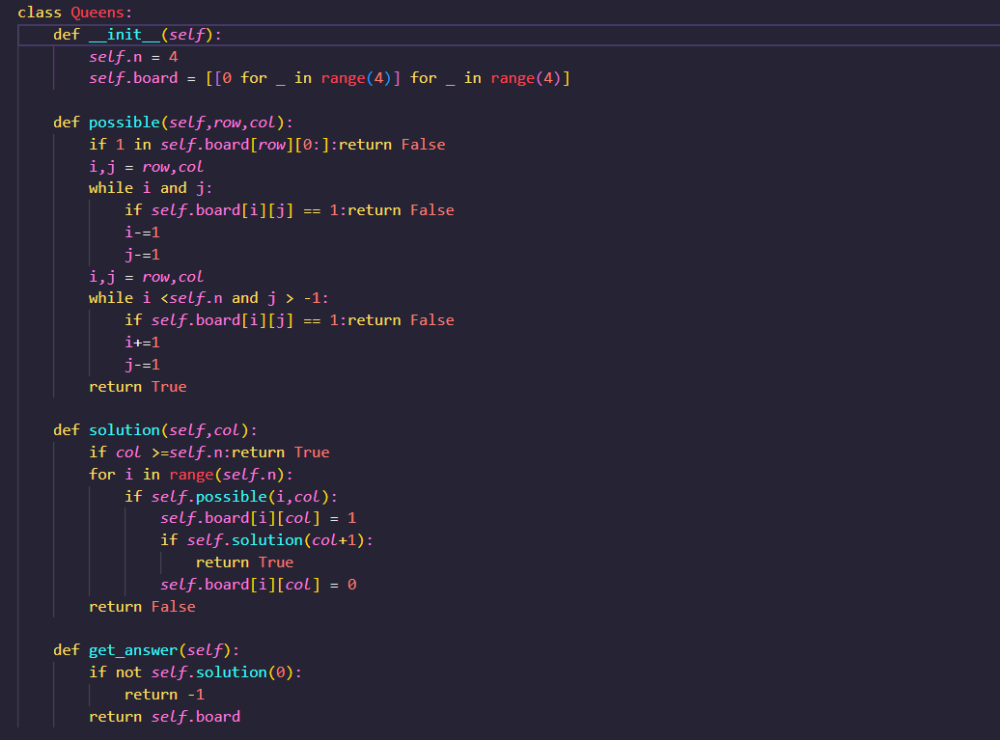 class Queens:
    def __init__(self):
        self.n = 4
        self.board = [[0 for _ in range(4)] for _ in range(4)]
    def possible(self,row,col):
        if 1 in self.board[row][0:]:return False
        i,j = row,col
        while i and j:
            if self.board[i][j] == 1:return False
            i-=1
            j-=1
        i,j = row,col
        while i <self.n and j > -1:
            if self.board[i][j] == 1:return False
            i+=1
            j-=1
        return True
    def solution(self,col):
        if col >=self.n:return True
        for i in range(self.n):
            if self.possible(i,col):
                self.board[i][col] = 1
                if self.solution(col+1):
                    return True
                self.board[i][col] = 0
        return False
    def get_answer(self):
        if not self.solution(0):
            return -1
        return self.board